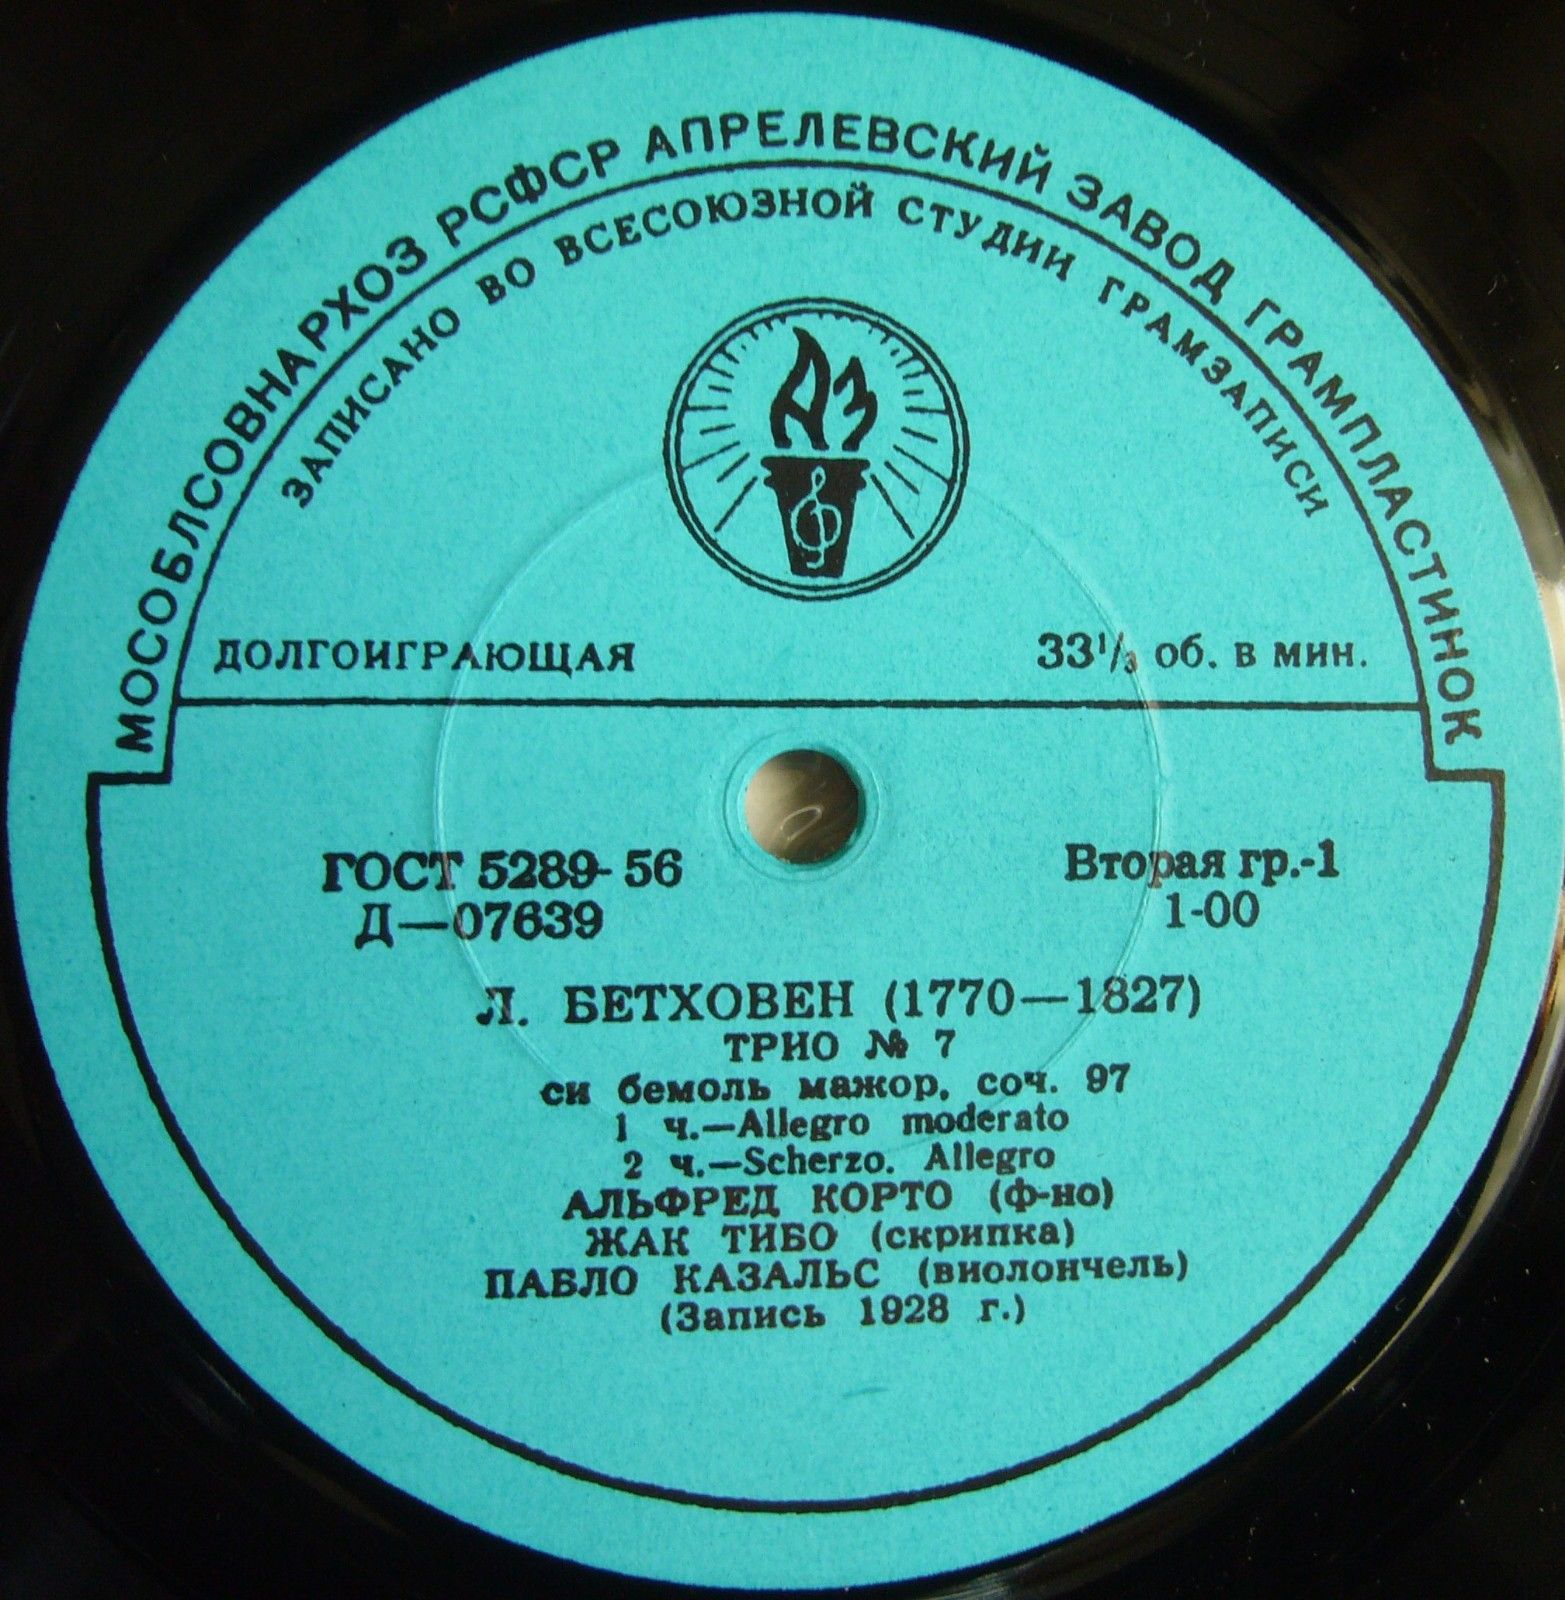 МОСОБЛСОВНАРХОЗ РСФСР АПРЕЛЕВСКИЙ ЗАВОД ГРАМПЛАСТИНОК
ЗАПИСАНО ВО ВСЕСОЮЗНОЙ СТУДИИ ГРАМЗАПИСИ
АЗ
ДОЛГОИГРАЮЩАЯ 33 1/3 об. в мин.
ГОСТ 5289-56 Вторая гр.-1
Д—07639 1-00
Л. БЕТХОВЕН (1770—1827)
ТРИО № 7
си бемоль мажор, соч. 97
1 ч.—Allegro moderato
2 ч.—Scherzo. Allegro
АЛЬФРЕД КОРТО (ф-но)
ЖАК ТИБО (скрипка)
ПАБЛО КАЗАЛЬС (виолончель)
(Запись 1928 г.)